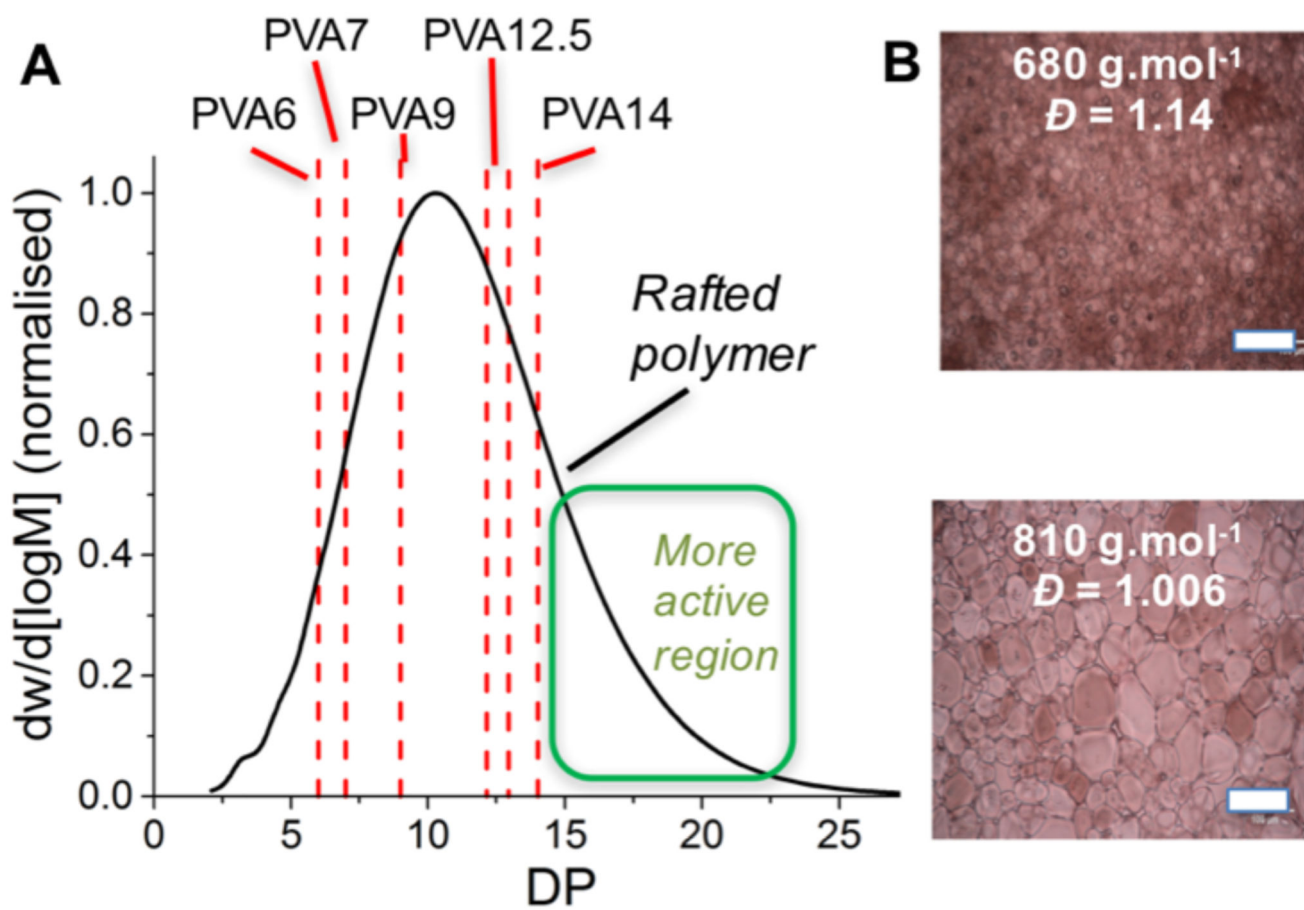 A
PVA7
PVA12.5
PVA6
PVA9
PVA14
dw/d[logM] (normalised)
1.0
0.8
0.6
0.4
0.2
0.0
0
5
10
15
20
25
DP
Rafted
polymer
More
active
region
B
680 g.mol⁻¹
Đ = 1.14
810 g.mol⁻¹
Đ = 1.006